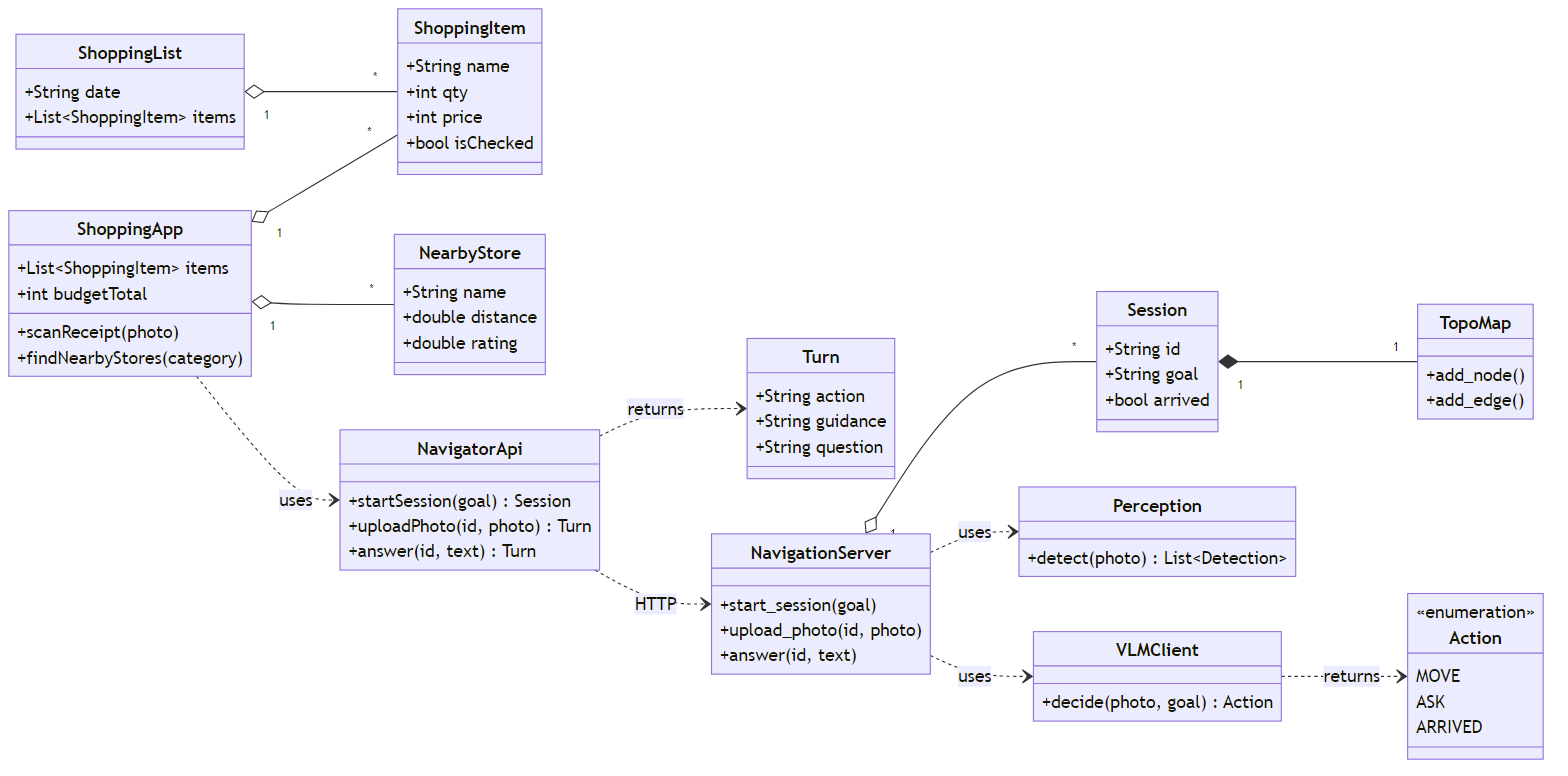 ShoppingList
+String date
+List<ShoppingItem> items
1
*
ShoppingItem
+String name
+int qty
+int price
+bool isChecked
*
1
ShoppingApp
+List<ShoppingItem> items
+int budgetTotal
+scanReceipt(photo)
+findNearbyStores(category)
1
*
NearbyStore
+String name
+double distance
+double rating
uses
NavigatorApi
+startSession(goal) : Session
+uploadPhoto(id, photo) : Turn
+answer(id, text) : Turn
returns
Turn
+String action
+String guidance
+String question
HTTP
NavigationServer
+start_session(goal)
+upload_photo(id, photo)
+answer(id, text)
1
*
Session
+String id
+String goal
+bool arrived
1
1
TopoMap
+add_node()
+add_edge()
uses
Perception
+detect(photo) : List<Detection>
uses
VLMClient
+decide(photo, goal) : Action
returns
«enumeration»
Action
MOVE
ASK
ARRIVED